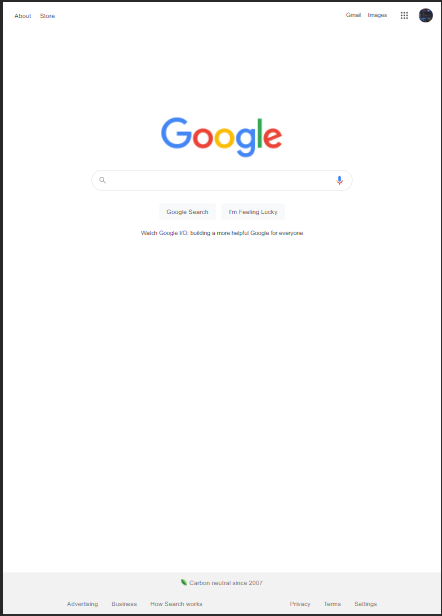 About Store Gmail Images
Google
Google Search I'm Feeling Lucky
Watch Google I/O: building a more helpful Google for everyone
Carbon neutral since 2007
Advertising Business How Search works Privacy Terms Settings